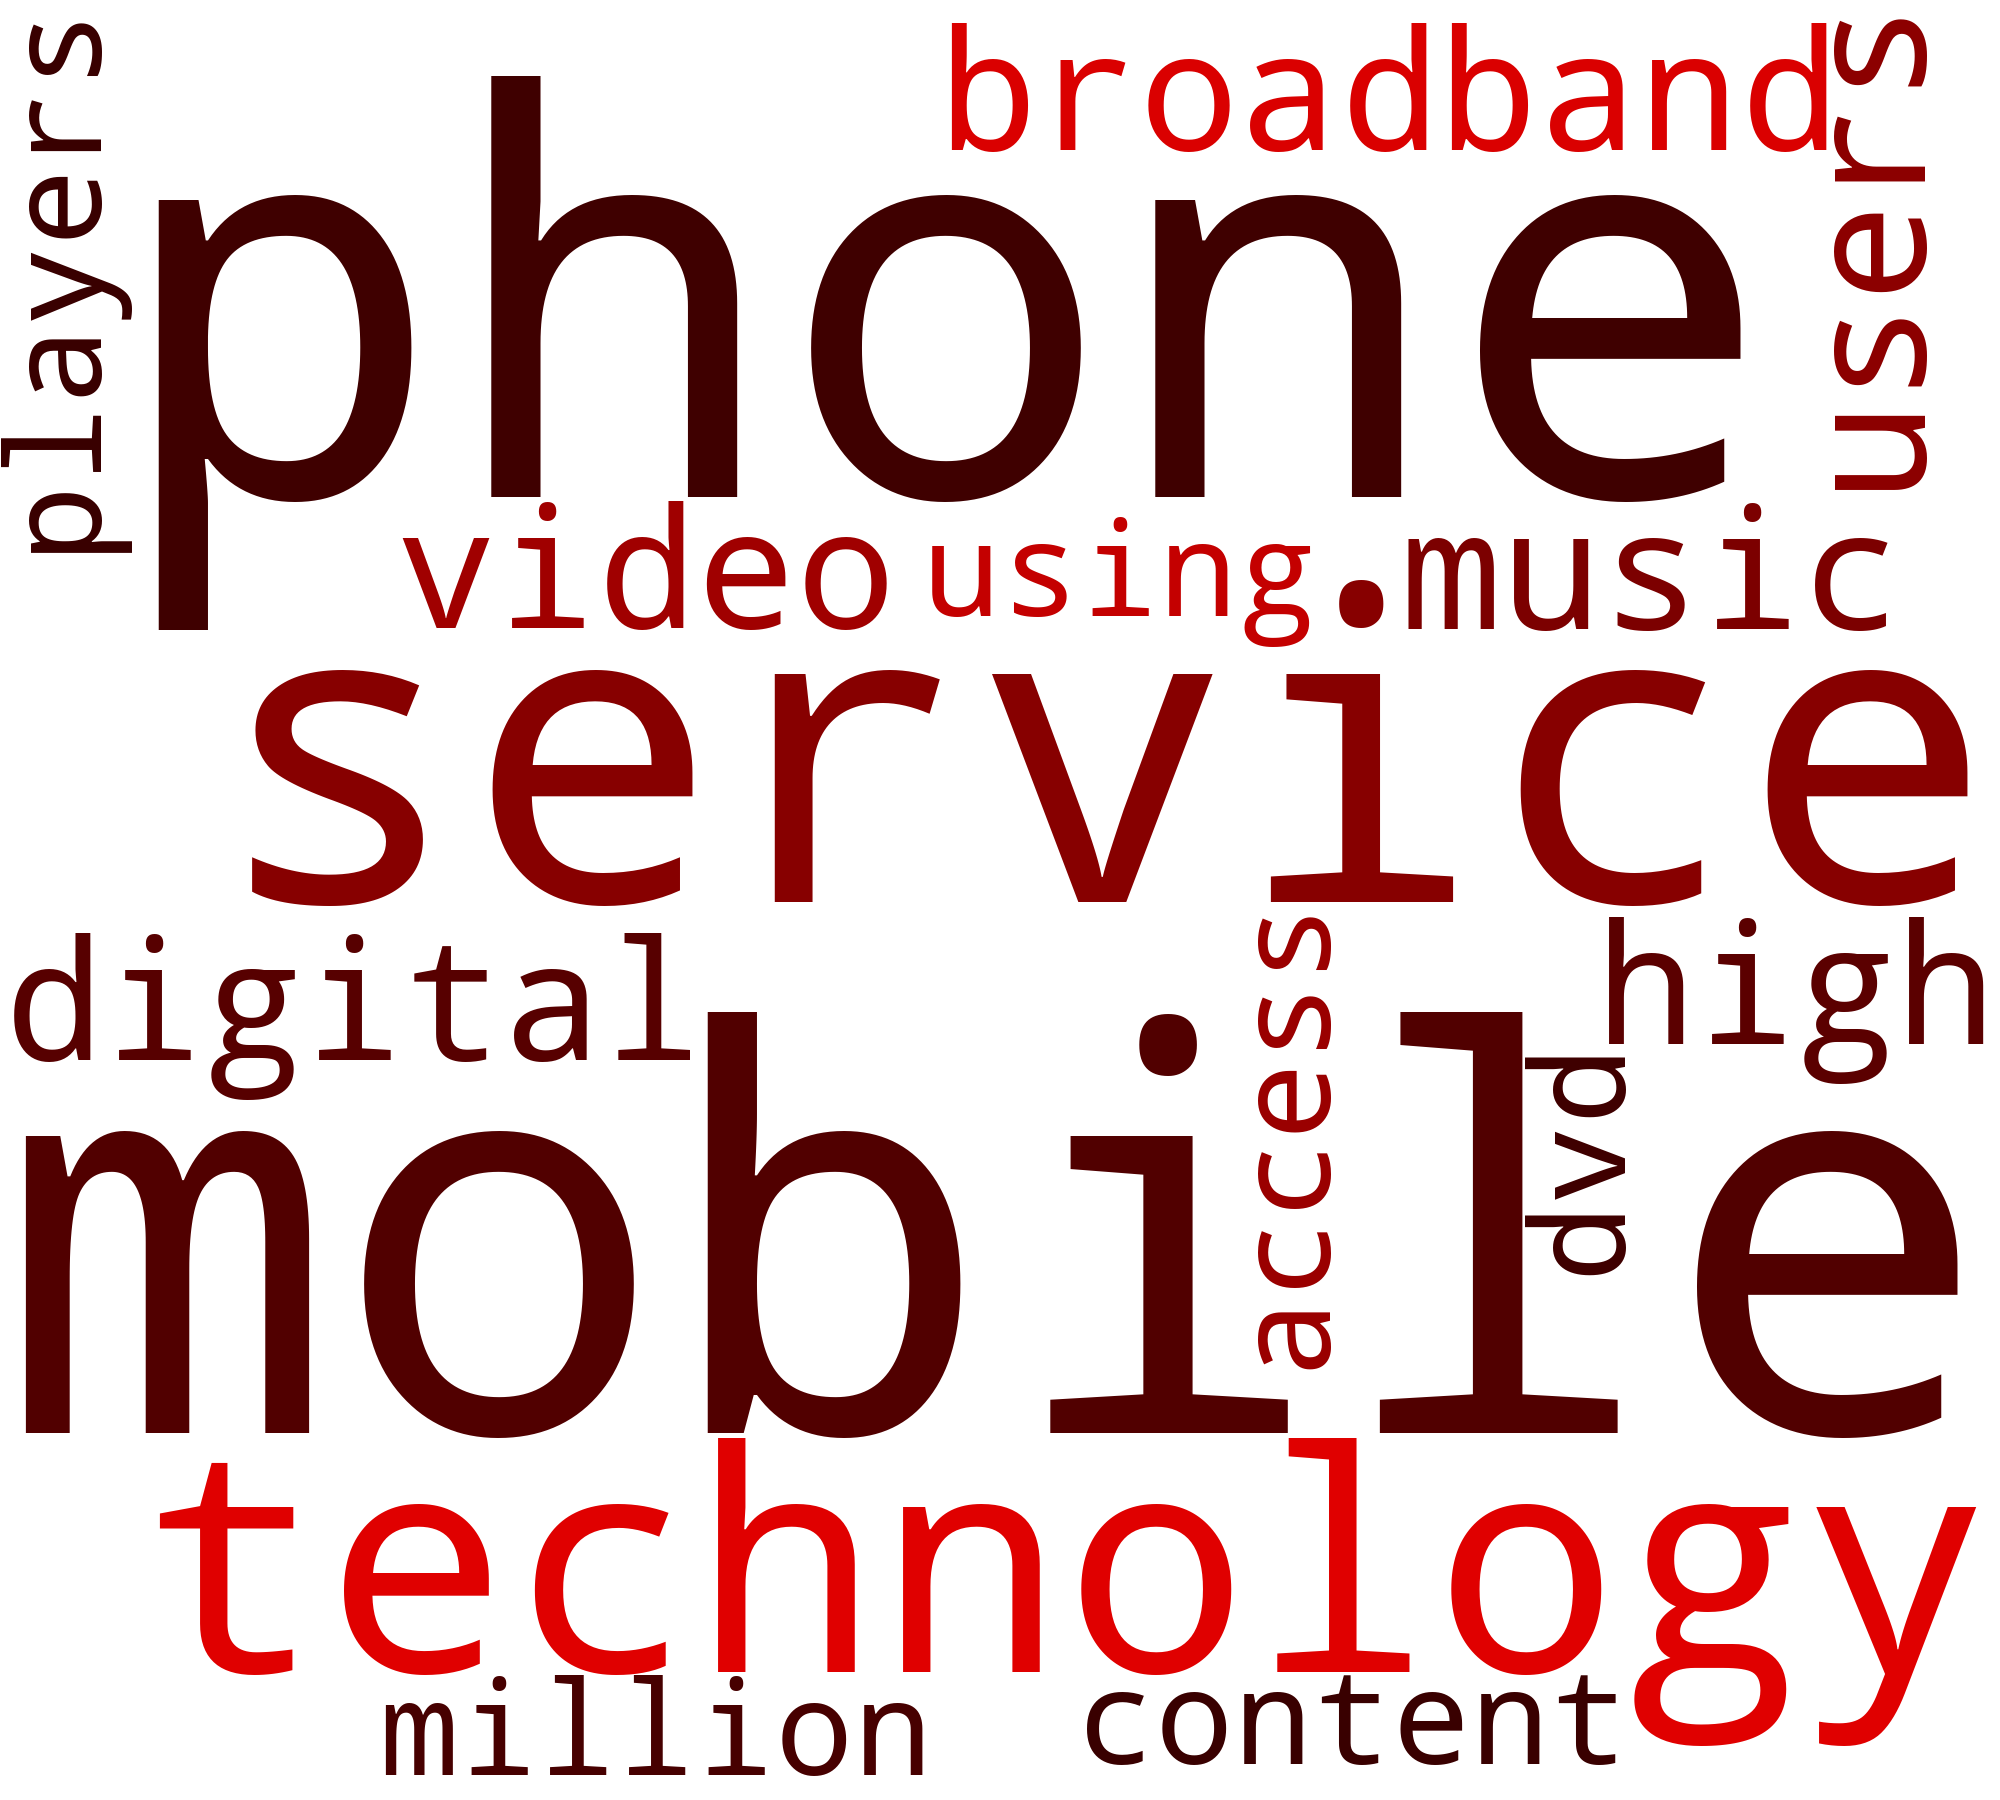 players
broadband
users
phone
video using . music
service
digital
access
high
dvd
mobile
technology
million content